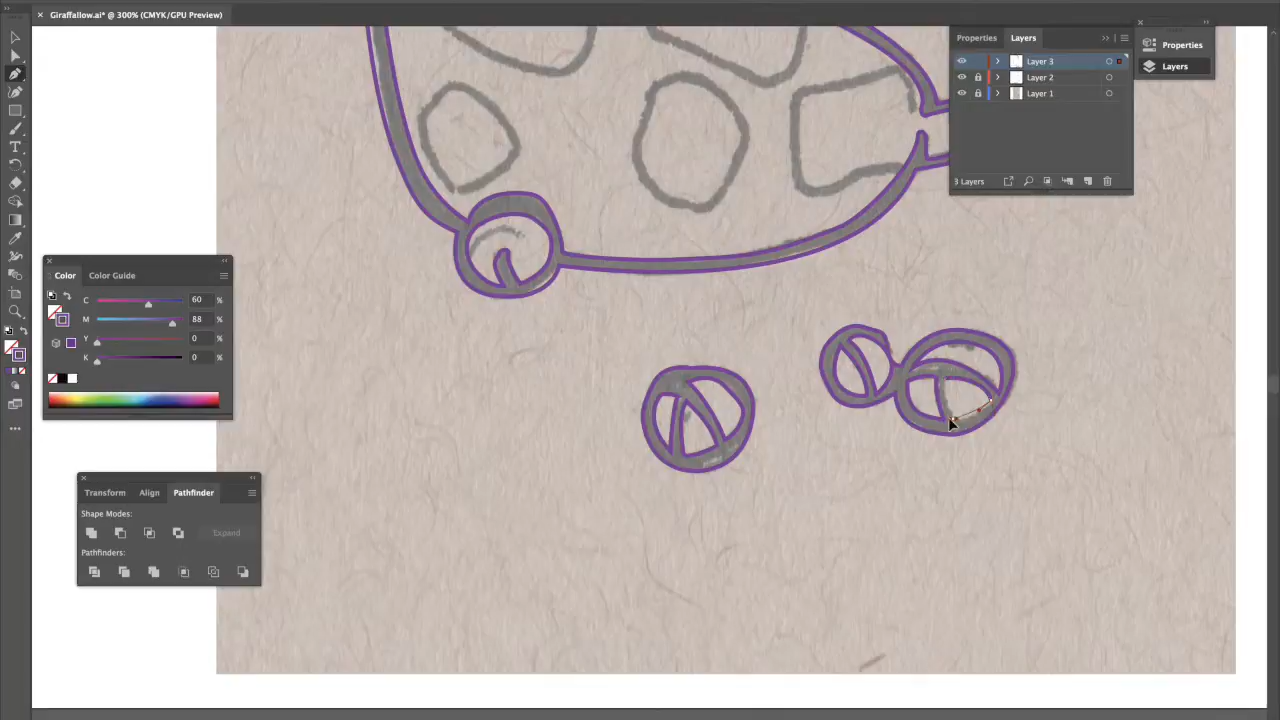 Giraffallow.ai* @ 300% (CMYK/GPU Preview)
Properties
Layers
Properties
Layers
Layer 3
Layer 2
Layer 1
3 Layers
Color
Color Guide
C 60 %
M 88 %
Y 0 %
K 0 %
Transform
Align
Pathfinder
Shape Modes:
Expand
Pathfinders: